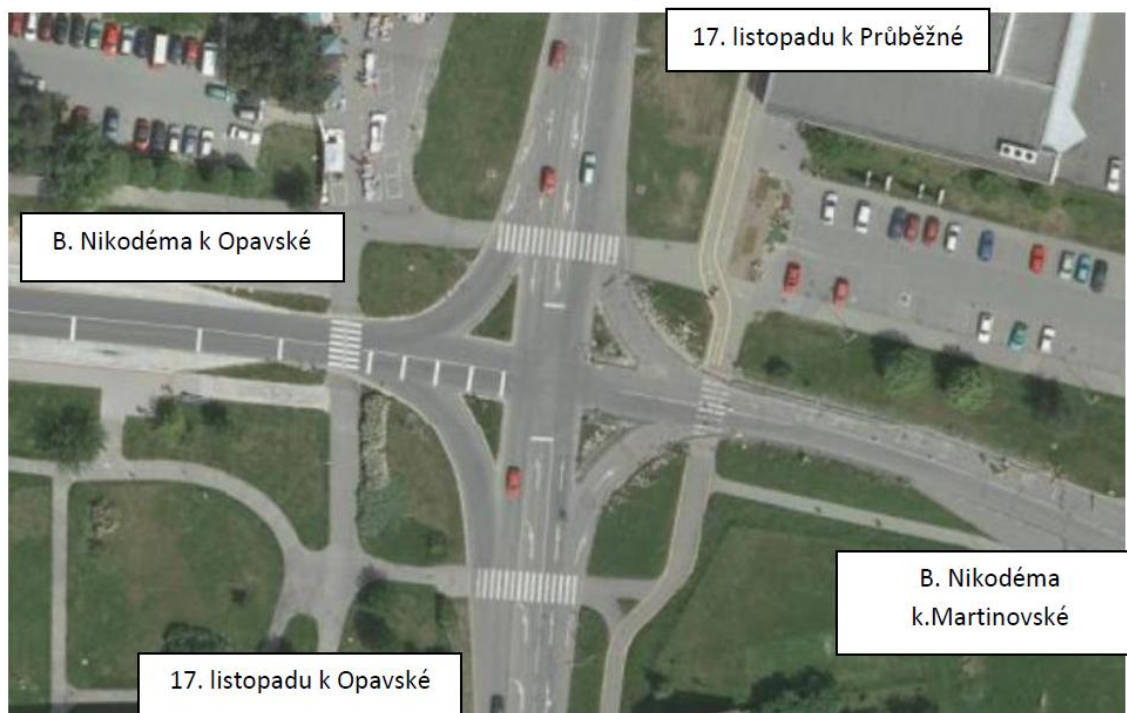 17. listopadu k Průběžné
B. Nikodéma k Opavské
B. Nikodéma
k.Martinovské
17. listopadu k Opavské